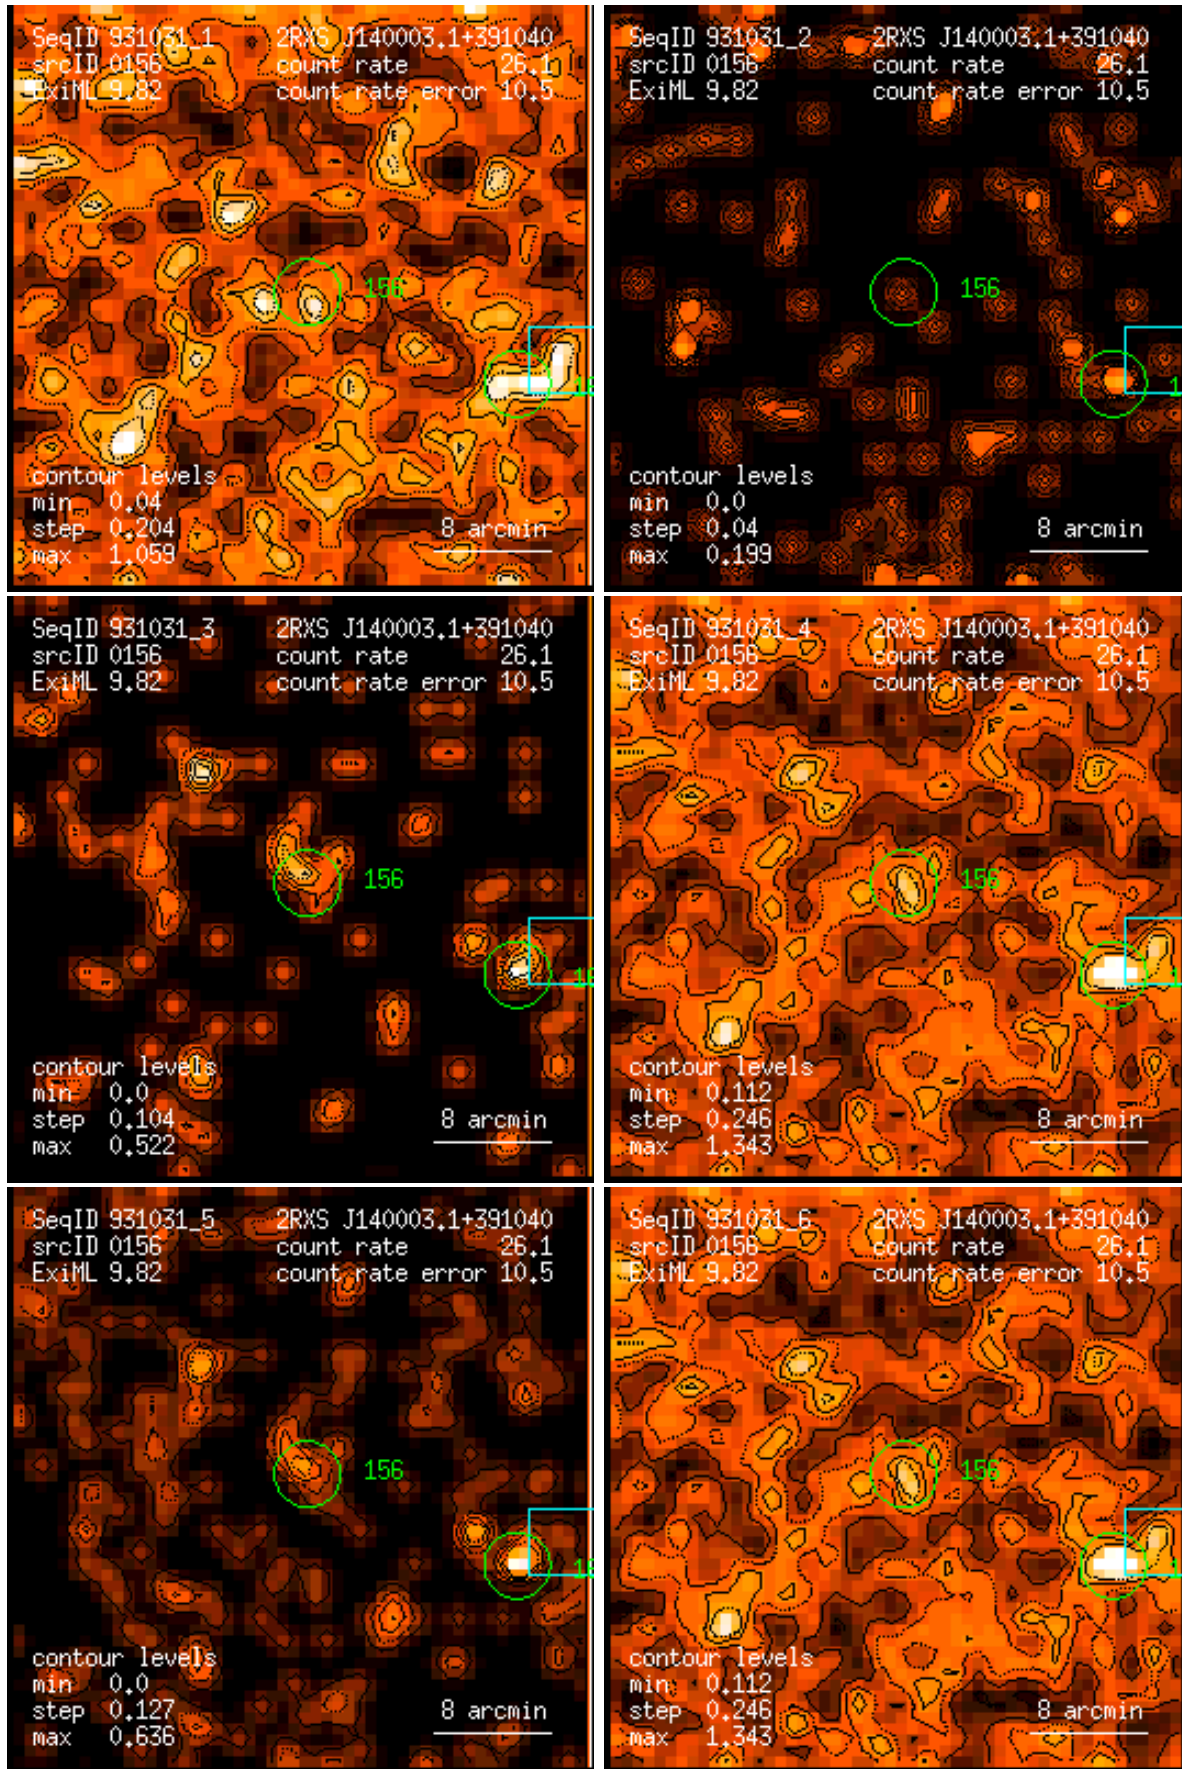 SeqID 931031_1 2RXS J140003.1+391040
srcID 0156 count rate 26.1
ExiML 9.82 count rate error 10.5
156
contour levels
min 0.04
step 0.204 8 arcmin
max 1.059
SeqID 931031_2 2RXS J140003.1+391040
srcID 0156 count rate 26.1
ExiML 9.82 count rate error 10.5
156
contour levels
min 0.0
step 0.04 8 arcmin
max 0.199
SeqID 931031_3 2RXS J140003.1+391040
srcID 0156 count rate 26.1
ExiML 9.82 count rate error 10.5
156
contour levels
min 0.0
step 0.104 8 arcmin
max 0.522
SeqID 931031_4 2RXS J140003.1+391040
srcID 0156 count rate 26.1
ExiML 9.82 count rate error 10.5
156
contour levels
min 0.112
step 0.246 8 arcmin
max 1.343
SeqID 931031_5 2RXS J140003.1+391040
srcID 0156 count rate 26.1
ExiML 9.82 count rate error 10.5
156
contour levels
min 0.0
step 0.127 8 arcmin
max 0.636
SeqID 931031_6 2RXS J140003.1+391040
srcID 0156 count rate 26.1
ExiML 9.82 count rate error 10.5
156
contour levels
min 0.112
step 0.246 8 arcmin
max 1.343